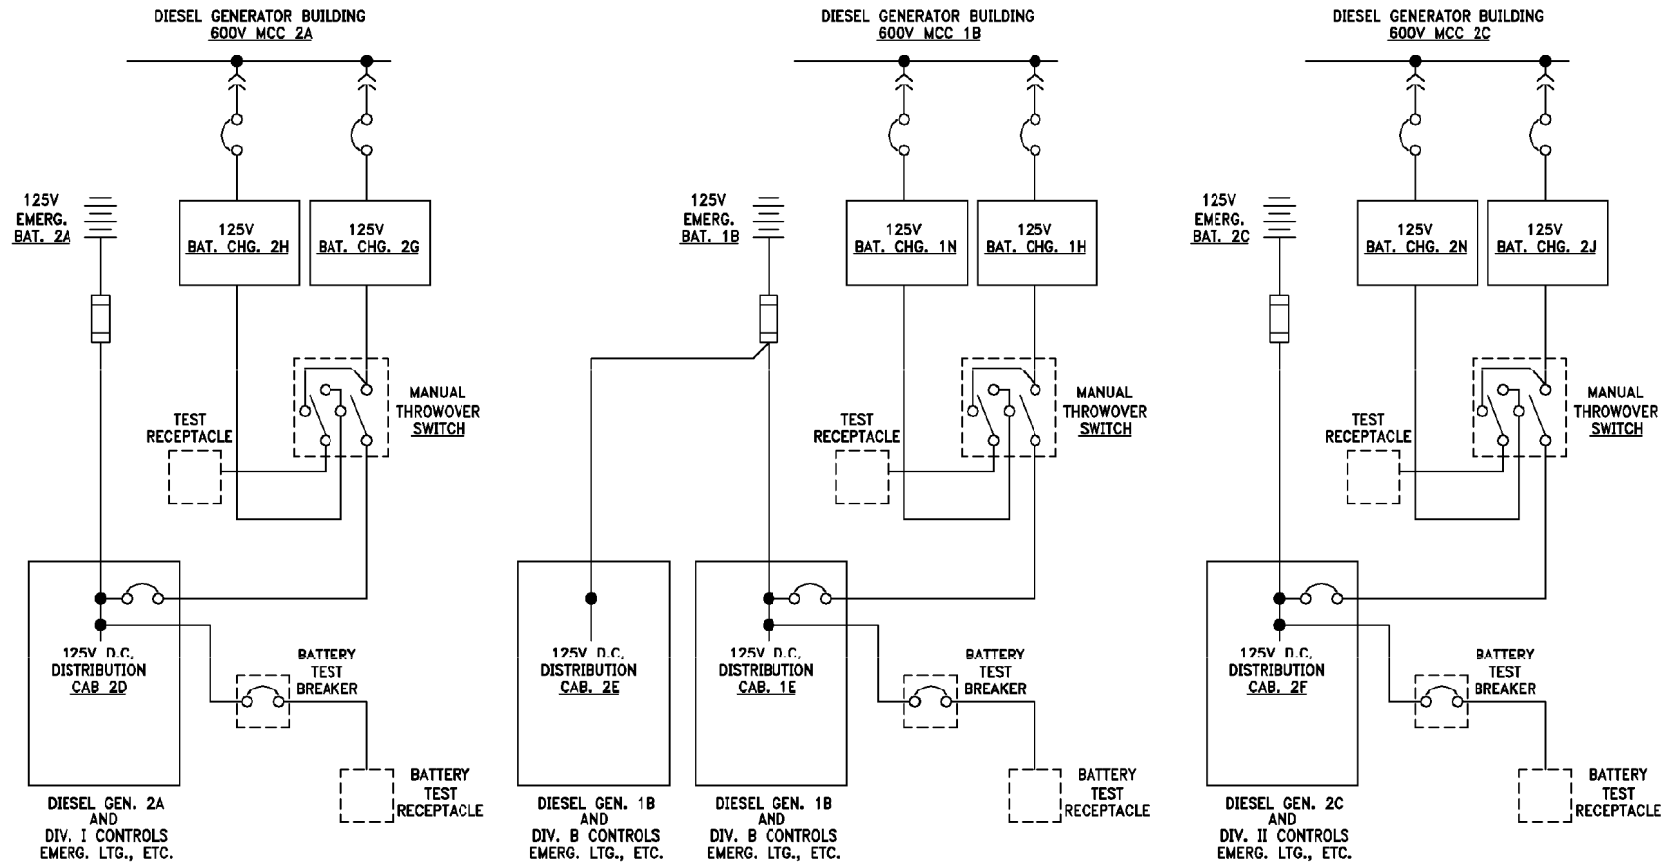 DIESEL GENERATOR BUILDING
600V MCC 2A
125V
EMERG.
BAT. 2A
125V
BAT. CHG. 2H
125V
BAT. CHG. 2G
MANUAL
THROWOVER
SWITCH
TEST
RECEPTACLE
125V D.C.
DISTRIBUTION
CAB 2D
BATTERY
TEST
BREAKER
BATTERY
TEST
RECEPTACLE
DIESEL GEN. 2A
AND
DIV. I CONTROLS
EMERG. LTG., ETC.
DIESEL GENERATOR BUILDING
600V MCC 1B
125V
EMERG.
BAT. 1B
125V
BAT. CHG. 1N
125V
BAT. CHG. 1H
MANUAL
THROWOVER
SWITCH
TEST
RECEPTACLE
125V D.C.
DISTRIBUTION
CAB. 2E
125V D.C.
DISTRIBUTION
CAB. 1E
BATTERY
TEST
BREAKER
BATTERY
TEST
RECEPTACLE
DIESEL GEN. 1B
AND
DIV. B CONTROLS
EMERG. LTG., ETC.
DIESEL GEN. 1B
AND
DIV. B CONTROLS
EMERG. LTG., ETC.
DIESEL GENERATOR BUILDING
600V MCC 2C
125V
EMERG.
BAT. 2C
125V
BAT. CHG. 2N
125V
BAT. CHG. 2J
MANUAL
THROWOVER
SWITCH
TEST
RECEPTACLE
125V D.C.
DISTRIBUTION
CAB. 2F
BATTERY
TEST
BREAKER
BATTERY
TEST
RECEPTACLE
DIESEL GEN. 2C
AND
DIV. II CONTROLS
EMERG. LTG., ETC.